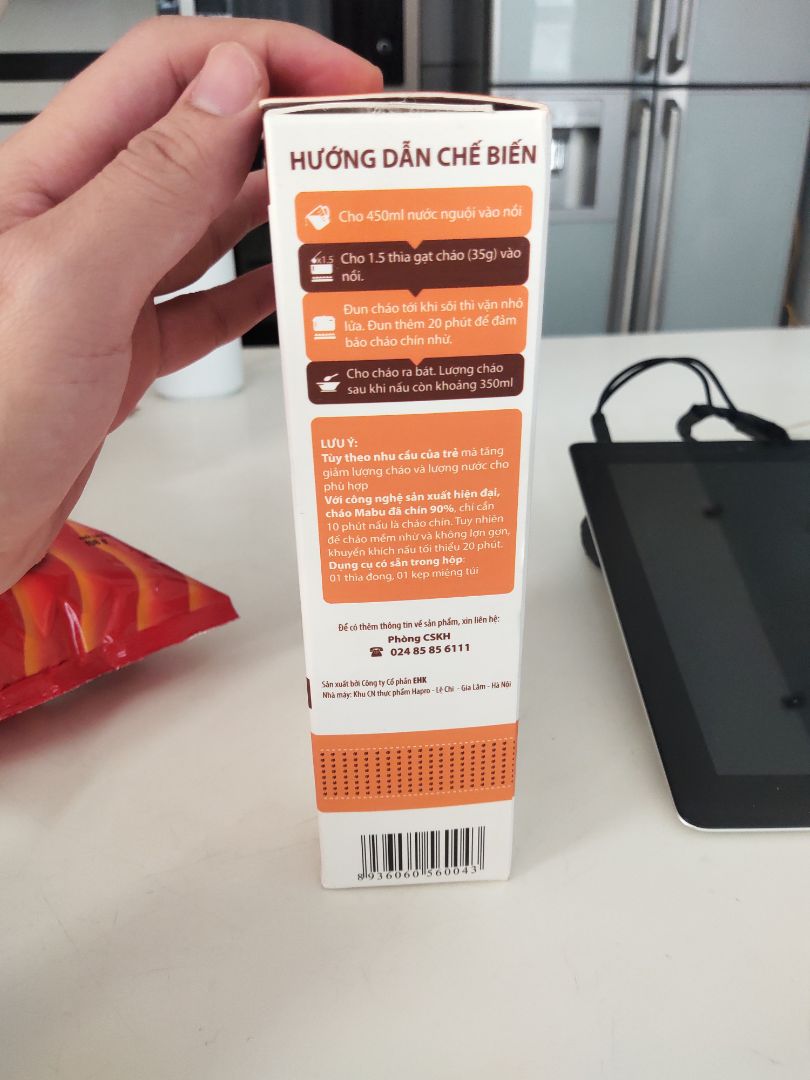 HƯỚNG DẪN CHẾ BIẾN
Cho 450ml nước nguội vào nồi
x1.5
Cho 1.5 thìa gạt cháo (35g) vào
nồi.
Đun cháo tới khi sôi thì vặn nhỏ
lửa. Đun thêm 20 phút để đảm
bảo cháo chín nhừ.
Cho cháo ra bát. Lượng cháo
sau khi nấu còn khoảng 350ml
LƯU Ý:
Tùy theo nhu cầu của trẻ mà tăng
giảm lượng cháo và lượng nước cho
phù hợp
Với công nghệ sản xuất hiện đại,
cháo Mabu đã chín 90%, chỉ cần
10 phút nấu là cháo chín. Tuy nhiên
để cháo mềm nhừ và không lợn gợn,
khuyến khích nấu tối thiểu 20 phút.
Dụng cụ có sẵn trong hộp:
01 thìa đong, 01 kẹp miệng túi
Để có thêm thông tin về sản phẩm, xin liên hệ:
Phòng CSKH
024 85 85 6111
Sản xuất bởi Công ty Cổ phần EHK
Nhà máy: Khu CN thực phẩm Hapro - Lệ Chi - Gia Lâm - Hà Nội
8 936060 560043